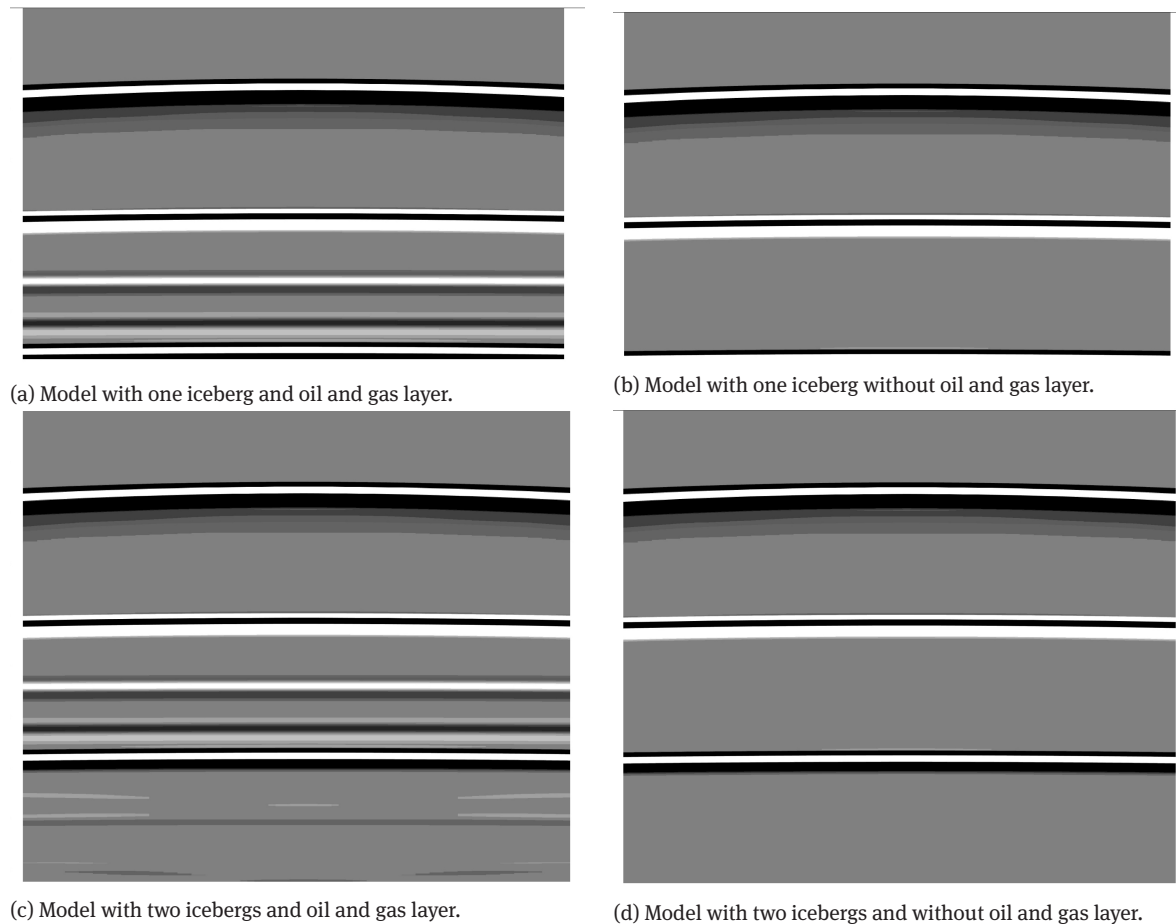 (a) Model with one iceberg and oil and gas layer.
(b) Model with one iceberg without oil and gas layer.
(c) Model with two icebergs and oil and gas layer.
(d) Model with two icebergs and without oil and gas layer.